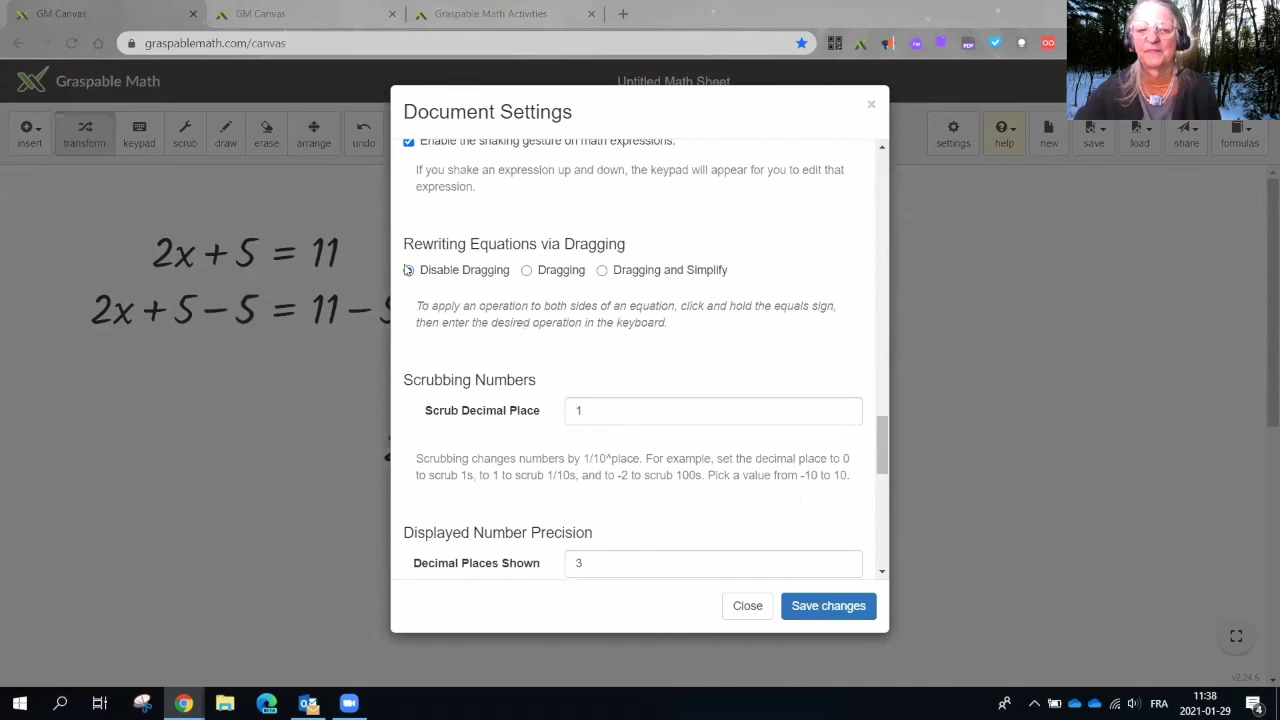 GM Canvas
GM Canvas
Graspable Math Activities
graspablemath.com/canvas
Graspable Math
Untitled Math Sheet
insert
transform
keypad
scrub
draw
erase
arrange
undo
settings
help
new
save
load
share
formulas
Document Settings
Enable the shaking gesture on math expressions.
If you shake an expression up and down, the keypad will appear for you to edit that
expression.
Rewriting Equations via Dragging
Disable Dragging Dragging Dragging and Simplify
To apply an operation to both sides of an equation, click and hold the equals sign,
then enter the desired operation in the keyboard.
Scrubbing Numbers
Scrub Decimal Place 1
Scrubbing changes numbers by 1/10^place. For example, set the decimal place to 0
to scrub 1s, to 1 to scrub 1/10s, and to -2 to scrub 100s. Pick a value from -10 to 10.
Displayed Number Precision
Decimal Places Shown 3
Close Save changes
2x + 5 = 11
2x + 5 − 5 = 11 − 5
v2.24.6
FRA
11:38
2021-01-29
4